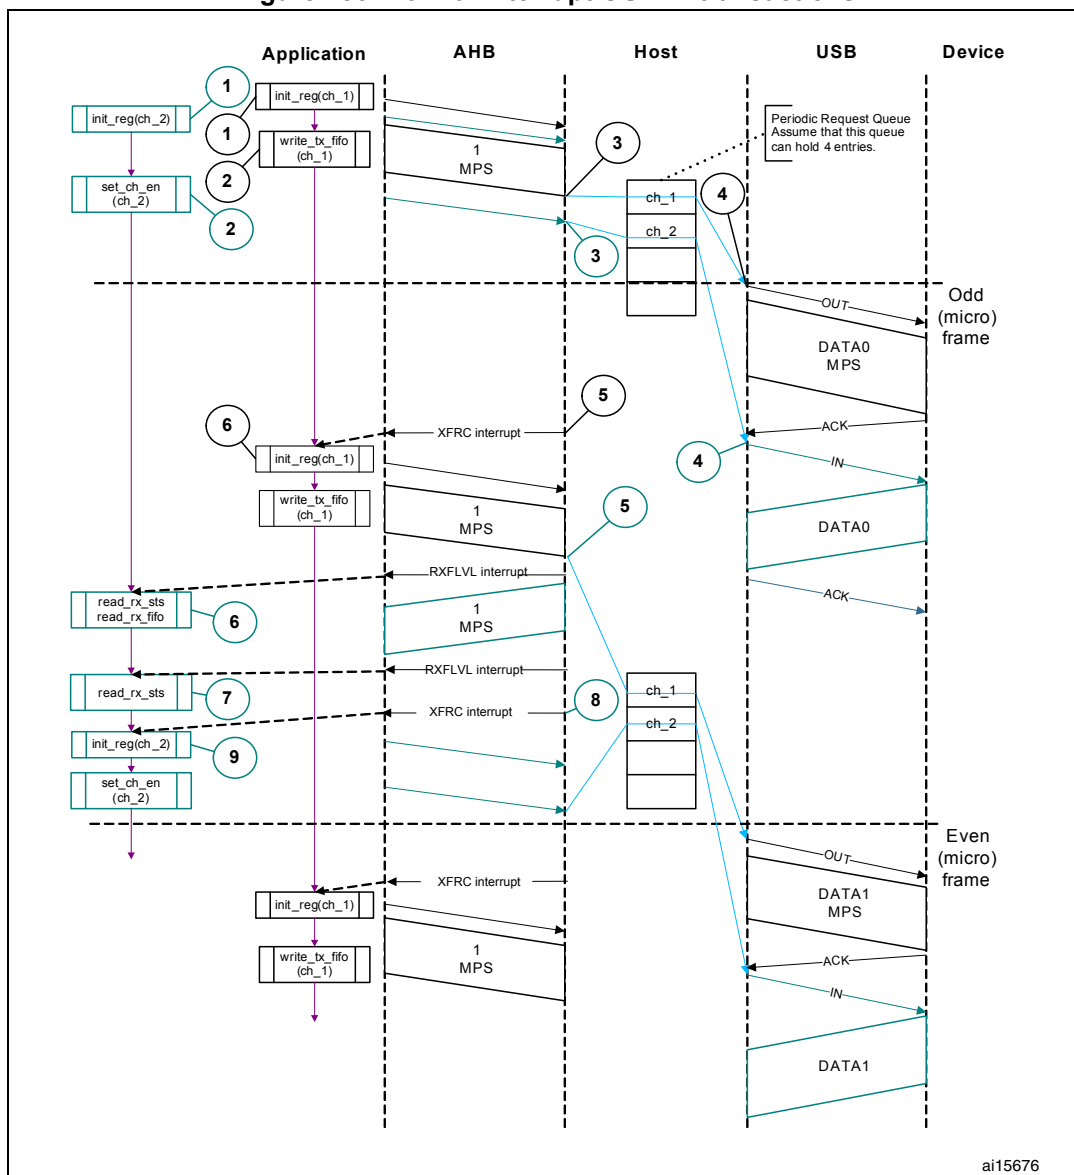 Application
AHB
Host
USB
Device
1
init_reg(ch_1)
init_reg(ch_2)
1
Periodic Request Queue
Assume that this queue
can hold 4 entries.
write_tx_fifo
(ch_1)
1
MPS
3
2
set_ch_en
(ch_2)
ch_1
4
2
ch_2
3
Odd
(micro)
frame
OUT
DATA0
MPS
5
6
XFRC interrupt
ACK
init_reg(ch_1)
4
IN
write_tx_fifo
(ch_1)
1
MPS
5
DATA0
RXFLVL interrupt
read_rx_sts
read_rx_fifo
6
1
MPS
ACK
RXFLVL interrupt
read_rx_sts
7
ch_1
XFRC interrupt
8
ch_2
init_reg(ch_2)
9
set_ch_en
(ch_2)
Even
(micro)
frame
OUT
XFRC interrupt
DATA1
MPS
init_reg(ch_1)
write_tx_fifo
(ch_1)
1
MPS
ACK
IN
DATA1
ai15676